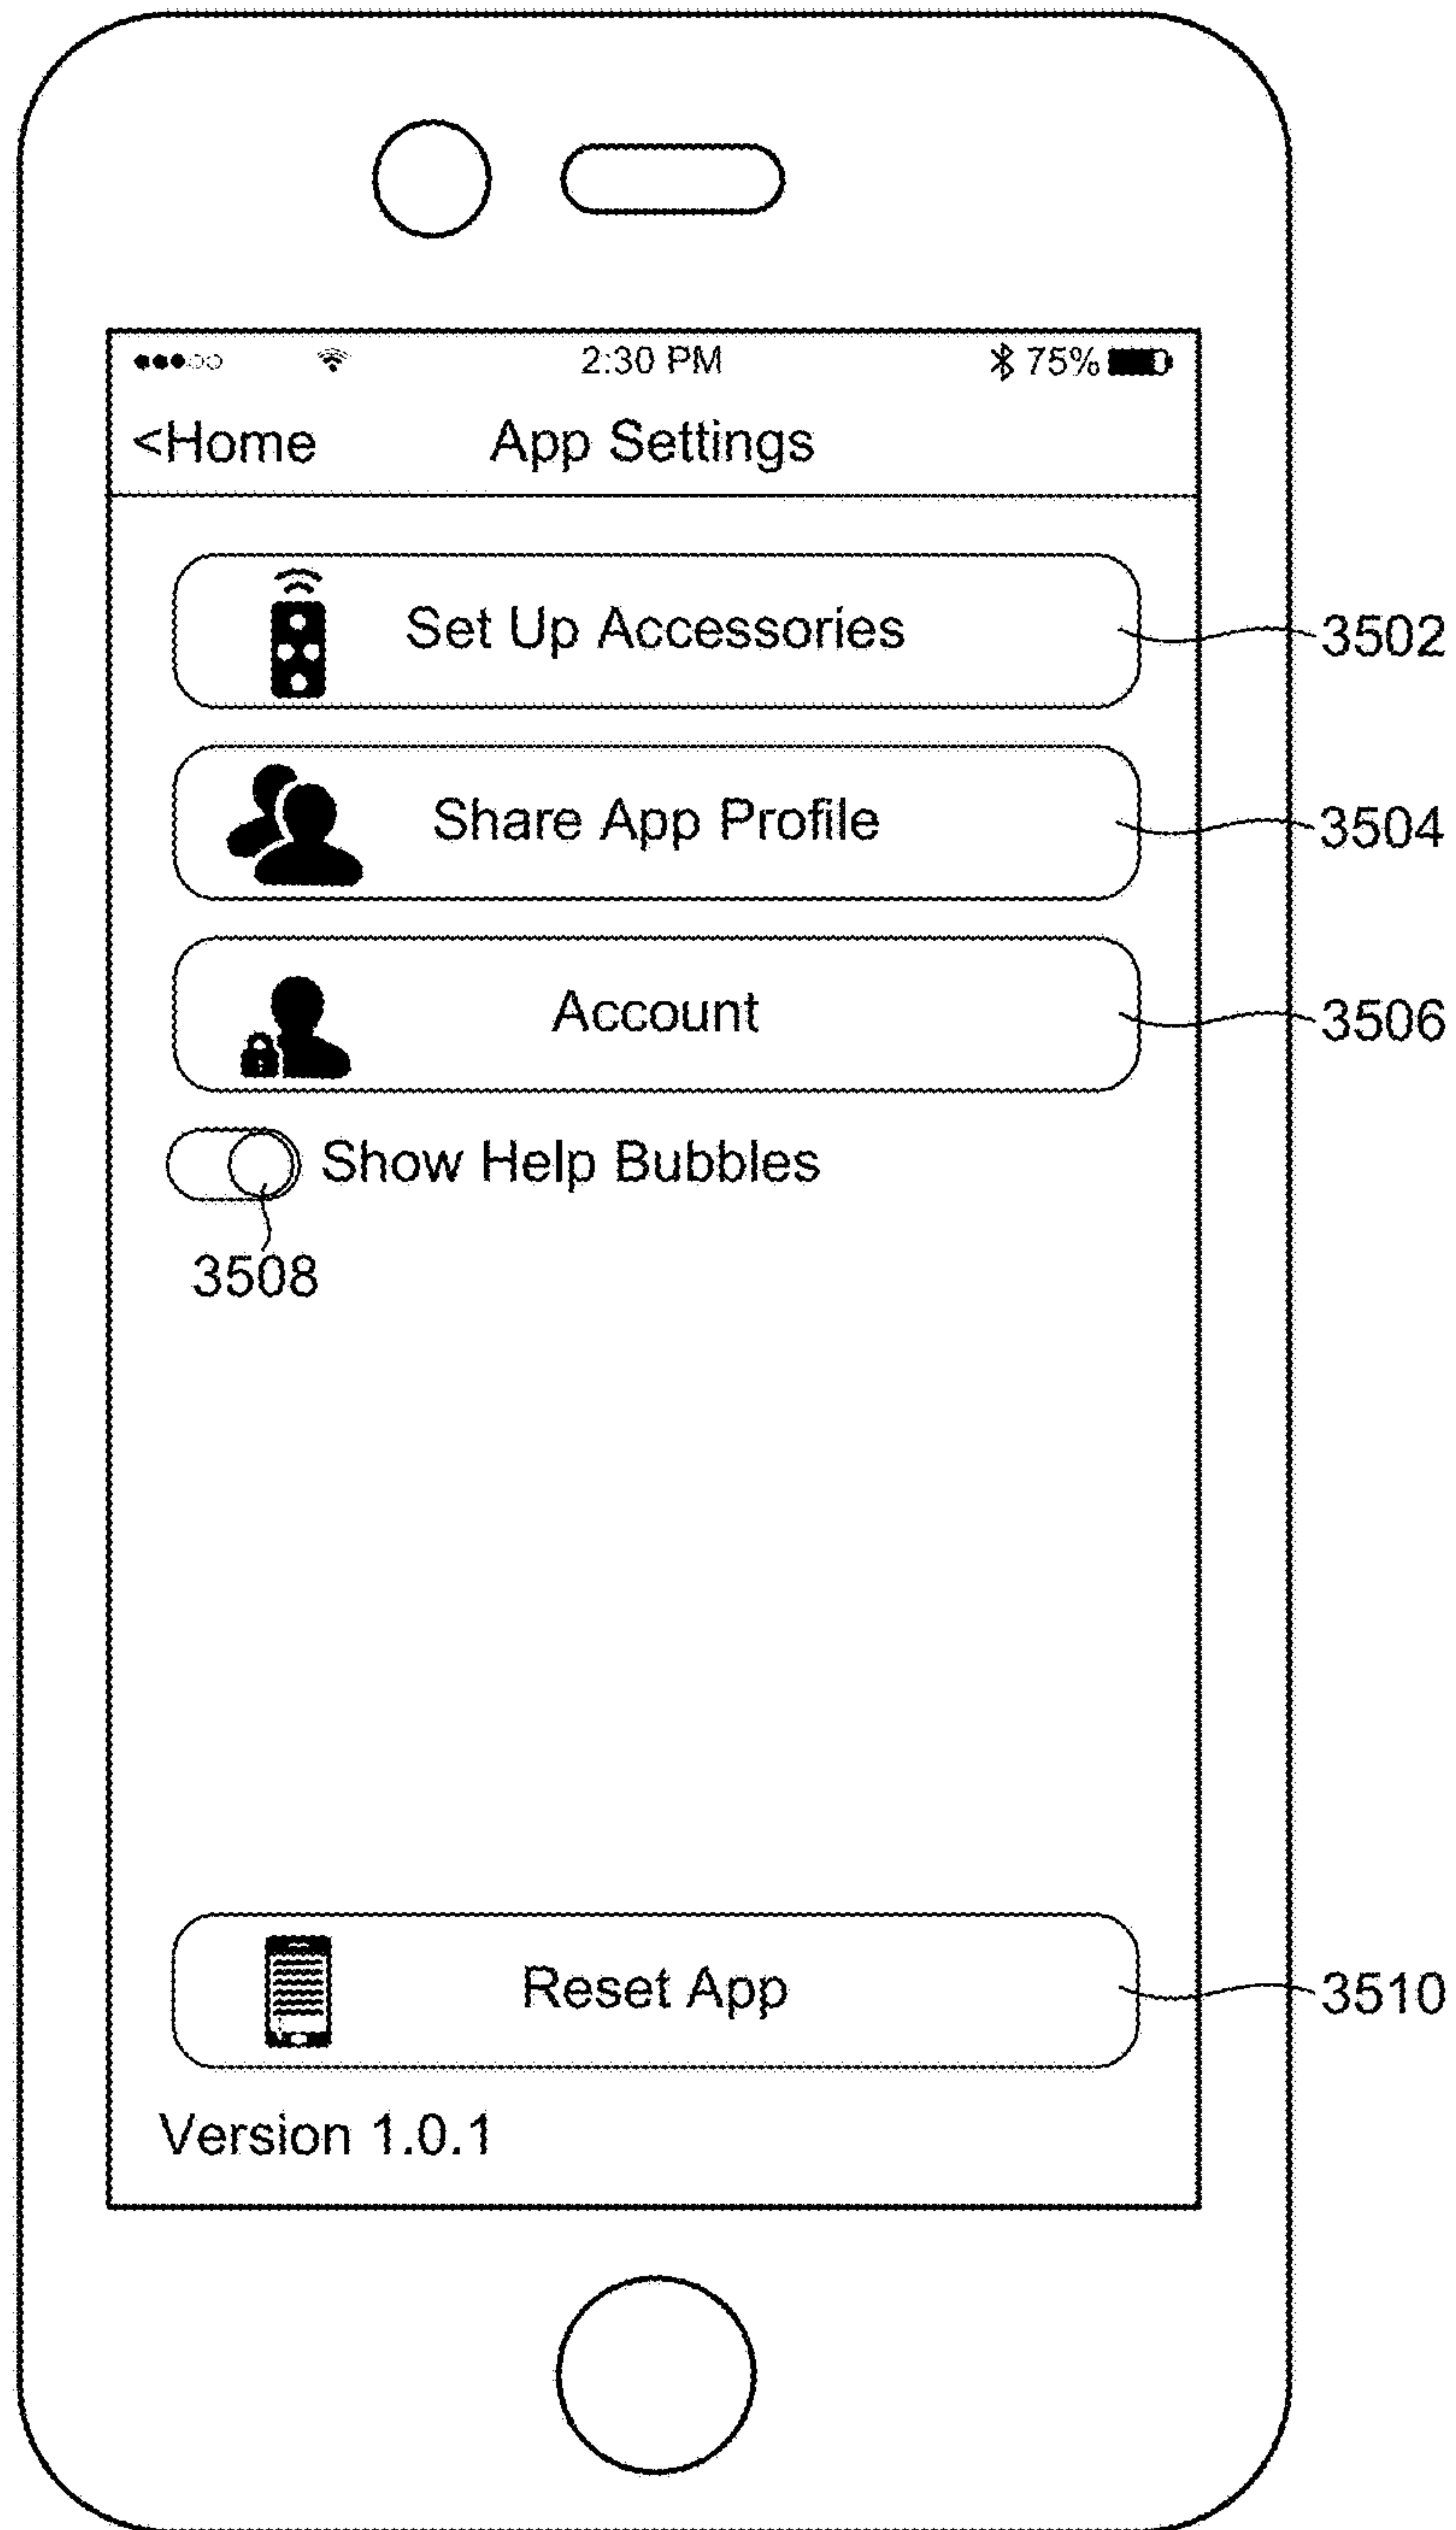 2:30 PM 75%
<Home App Settings
Set Up Accessories 3502
Share App Profile 3504
Account 3506
Show Help Bubbles
3508
Reset App 3510
Version 1.0.1